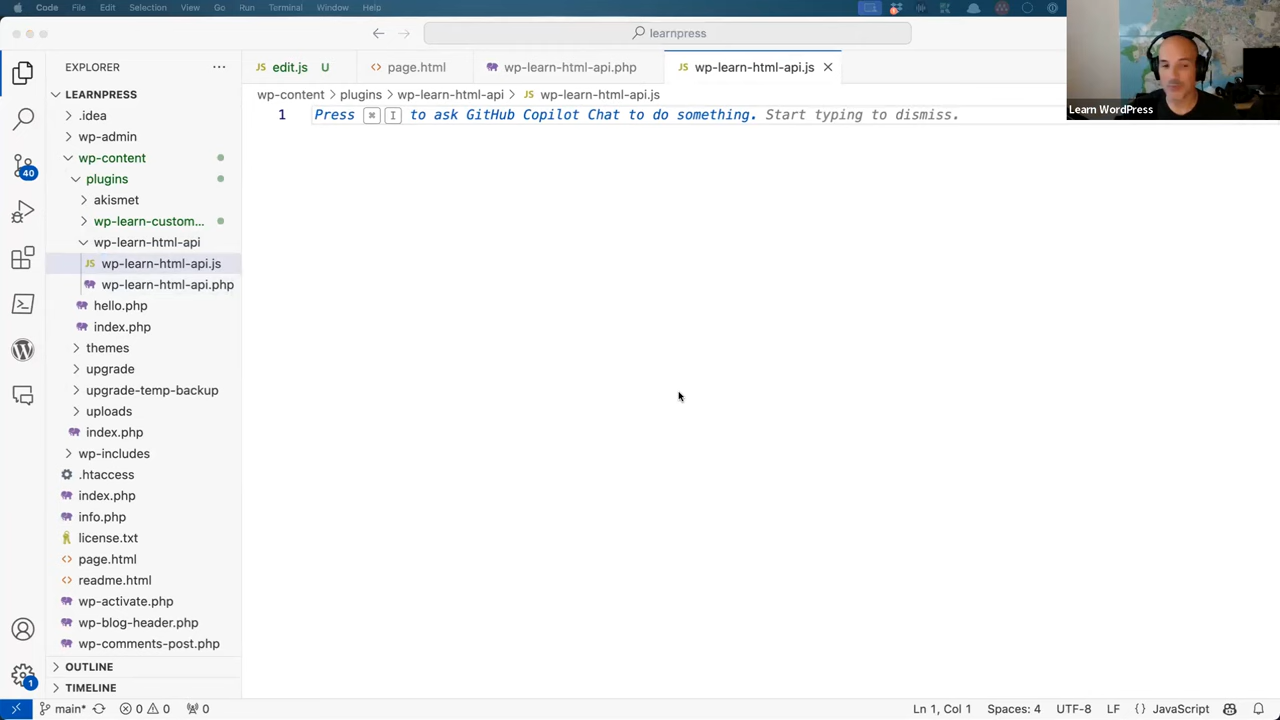 Code File Edit Selection View Go Run Terminal Window Help
learnpress
EXPLORER
edit.js U
page.html
wp-learn-html-api.php
wp-learn-html-api.js
wp-content > plugins > wp-learn-html-api > wp-learn-html-api.js
1 Press ⌘ I to ask GitHub Copilot Chat to do something. Start typing to dismiss.
Learn WordPress
LEARNPRESS
.idea
wp-admin
wp-content
plugins
akismet
wp-learn-custom...
wp-learn-html-api
JS wp-learn-html-api.js
wp-learn-html-api.php
hello.php
index.php
themes
upgrade
upgrade-temp-backup
uploads
index.php
wp-includes
.htaccess
index.php
info.php
license.txt
page.html
readme.html
wp-activate.php
wp-blog-header.php
wp-comments-post.php
OUTLINE
TIMELINE
40
1
main* 0 0 0
Ln 1, Col 1 Spaces: 4 UTF-8 LF {} JavaScript